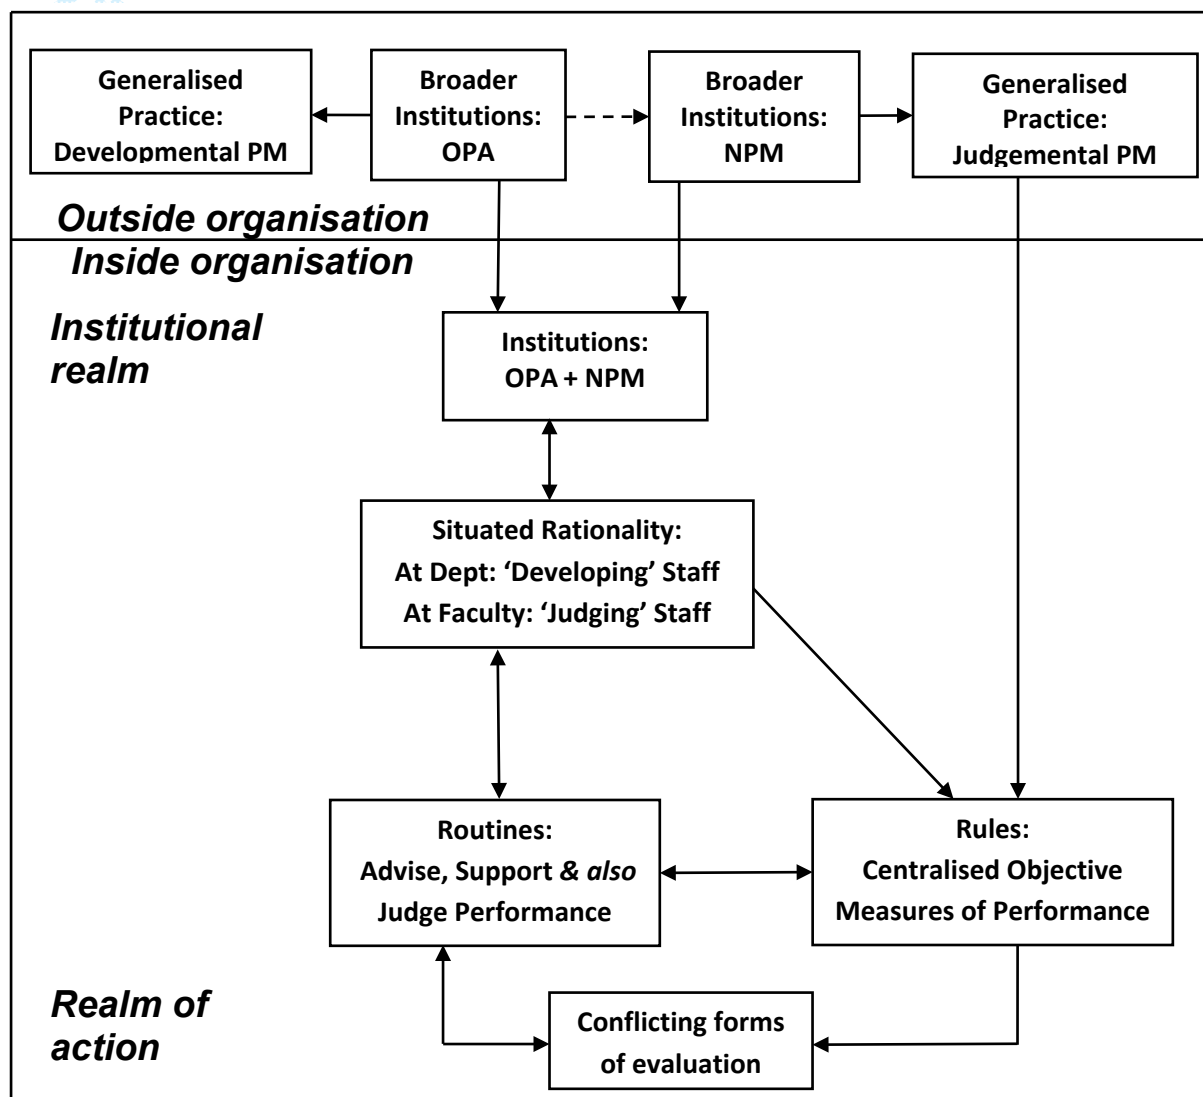 Generalised
Practice:
Developmental PM
Broader
Institutions:
OPA
Broader
Institutions:
NPM
Generalised
Practice:
Judgemental PM
Outside organisation
Inside organisation
Institutional
realm
Institutions:
OPA + NPM
Situated Rationality:
At Dept: ‘Developing’ Staff
At Faculty: ‘Judging’ Staff
Routines:
Advise, Support & also
Judge Performance
Rules:
Centralised Objective
Measures of Performance
Realm of
action
Conflicting forms
of evaluation